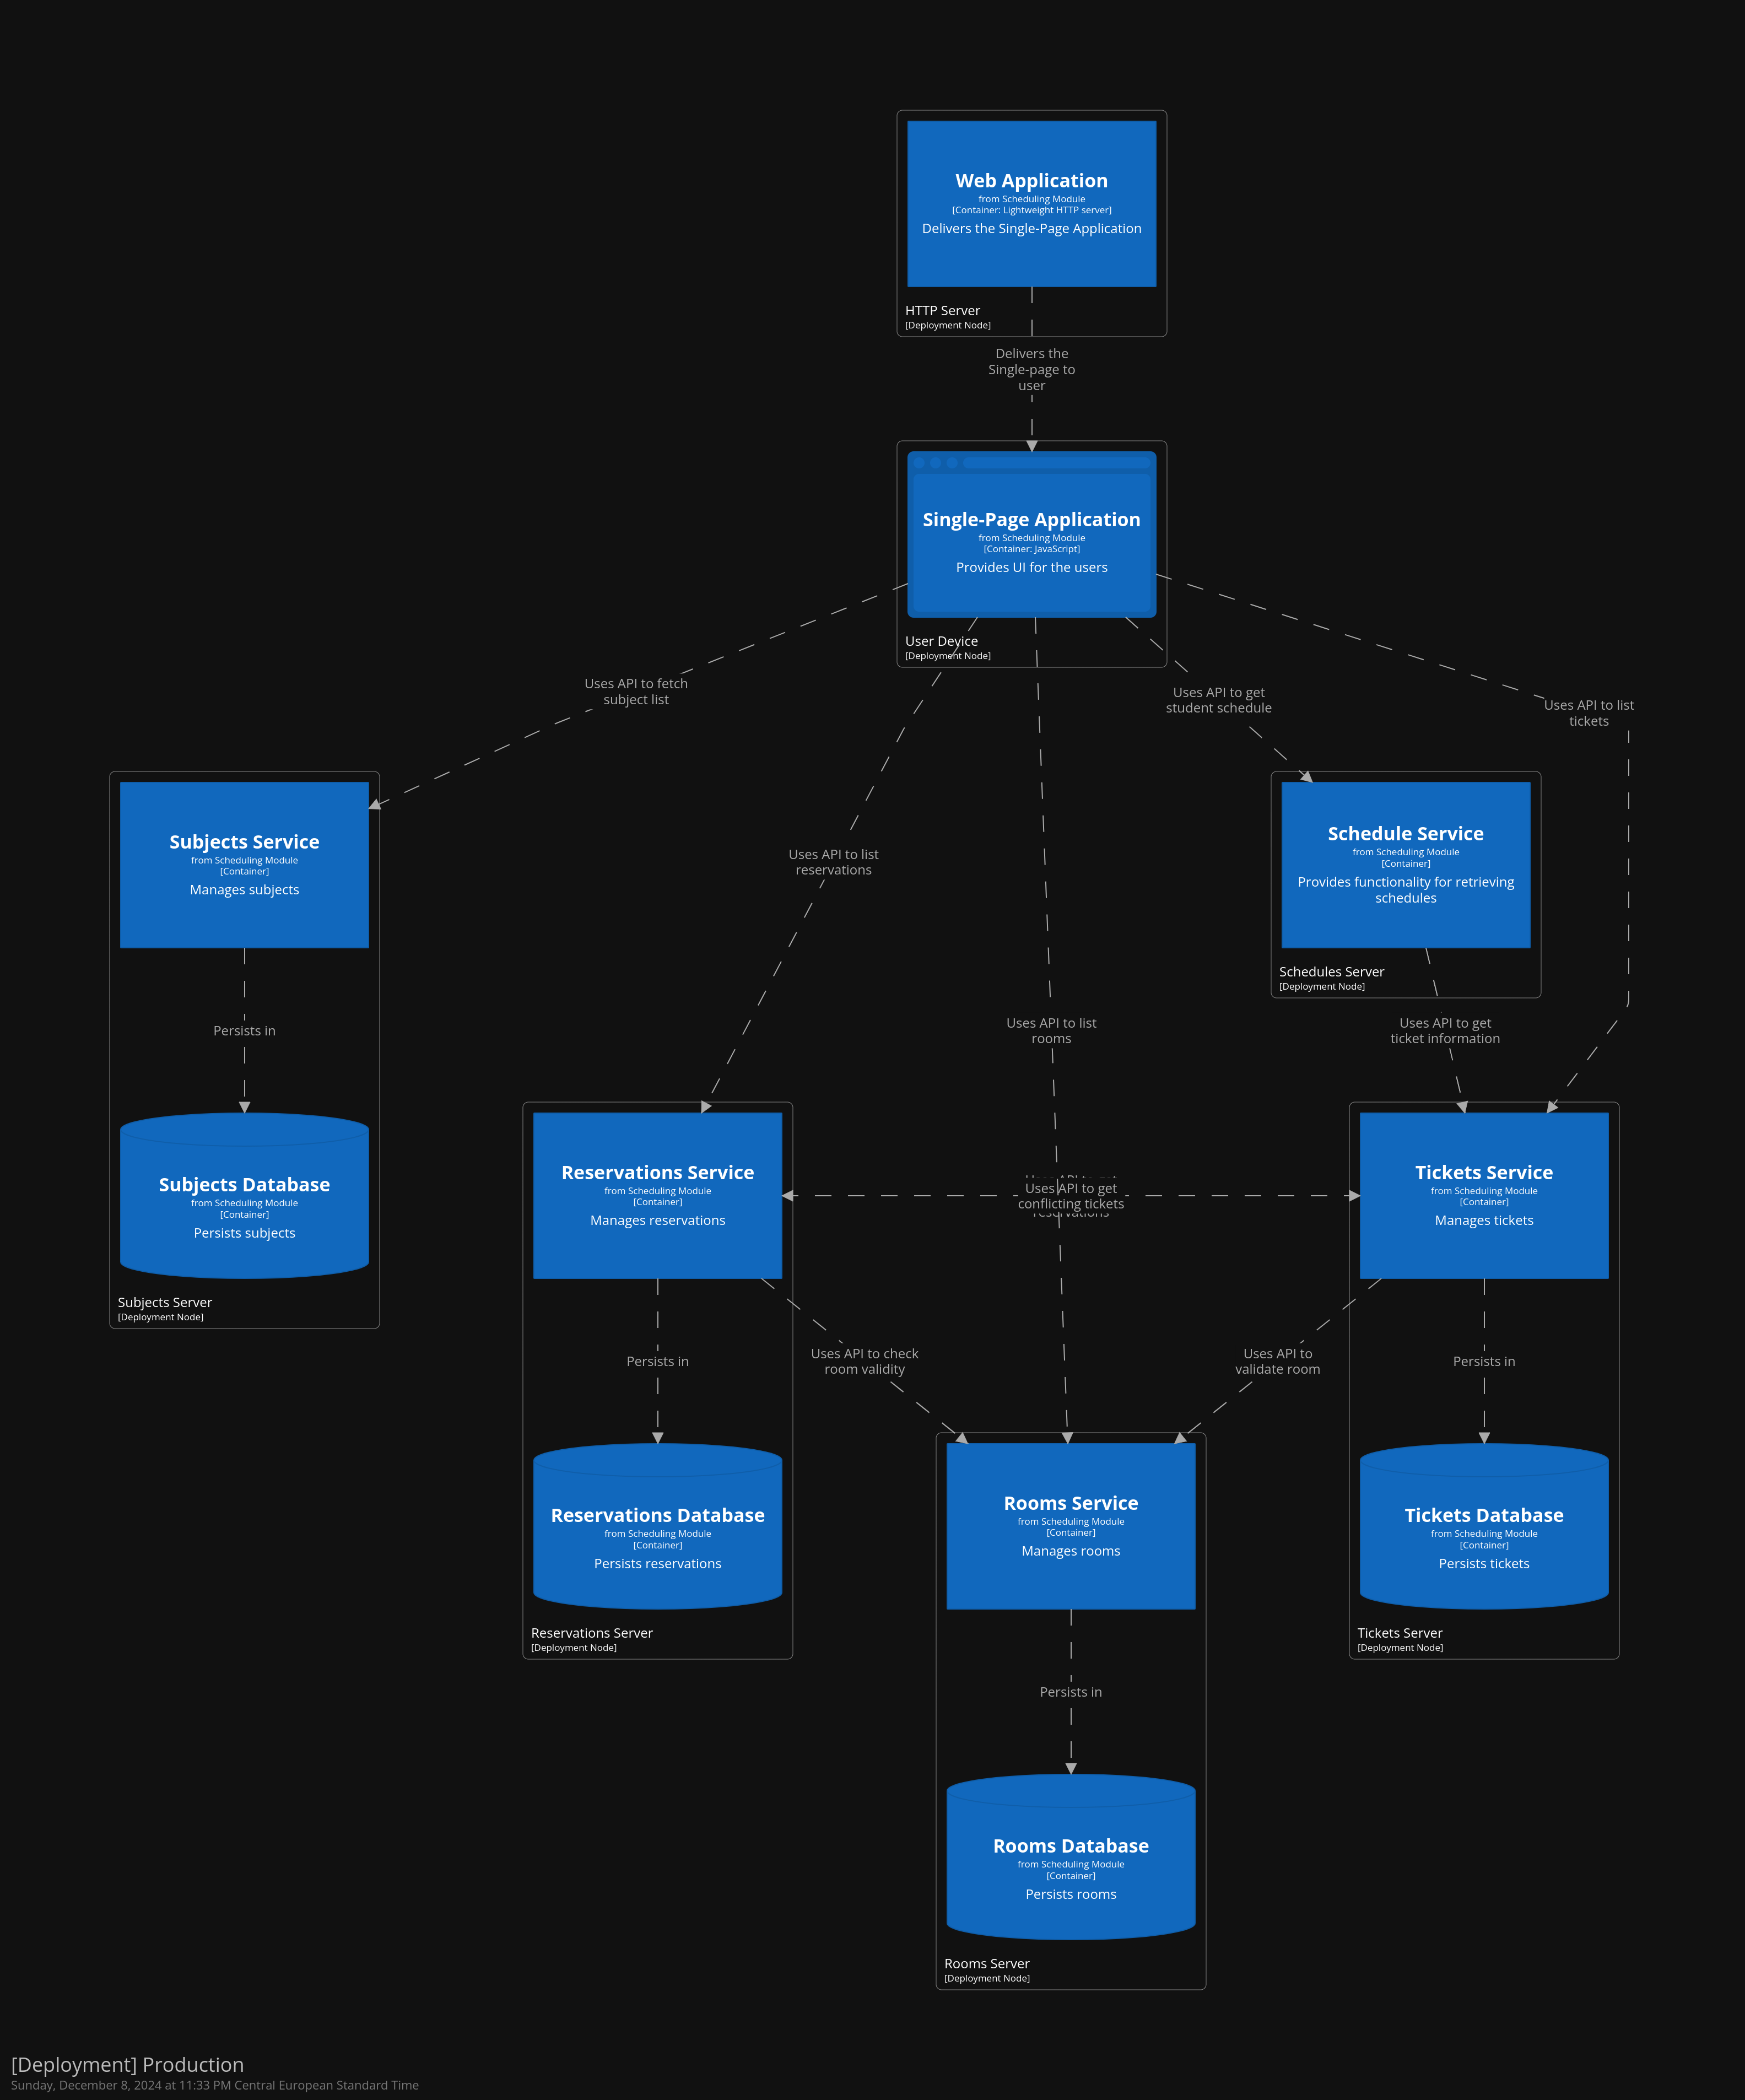 Web Application
from Scheduling Module
[Container: Lightweight HTTP server]
Delivers the Single-Page Application
HTTP Server
[Deployment Node]
Delivers the
Single-page to
user
Single-Page Application
from Scheduling Module
[Container: JavaScript]
Provides UI for the users
User Device
[Deployment Node]
Uses API to fetch
subject list
Uses API to get
student schedule
Uses API to list
tickets
Subjects Service
from Scheduling Module
[Container]
Manages subjects
Uses API to list
reservations
Schedule Service
from Scheduling Module
[Container]
Provides functionality for retrieving
schedules
Schedules Server
[Deployment Node]
Persists in
Uses API to list
rooms
Uses API to get
ticket information
Subjects Database
from Scheduling Module
[Container]
Persists subjects
Subjects Server
[Deployment Node]
Reservations Service
from Scheduling Module
[Container]
Manages reservations
Uses API to get
conflicting tickets
reservations
Tickets Service
from Scheduling Module
[Container]
Manages tickets
Persists in
Uses API to check
room validity
Uses API to
validate room
Persists in
Reservations Database
from Scheduling Module
[Container]
Persists reservations
Reservations Server
[Deployment Node]
Rooms Service
from Scheduling Module
[Container]
Manages rooms
Tickets Database
from Scheduling Module
[Container]
Persists tickets
Tickets Server
[Deployment Node]
Persists in
Rooms Database
from Scheduling Module
[Container]
Persists rooms
Rooms Server
[Deployment Node]
[Deployment] Production
Sunday, December 8, 2024 at 11:33 PM Central European Standard Time